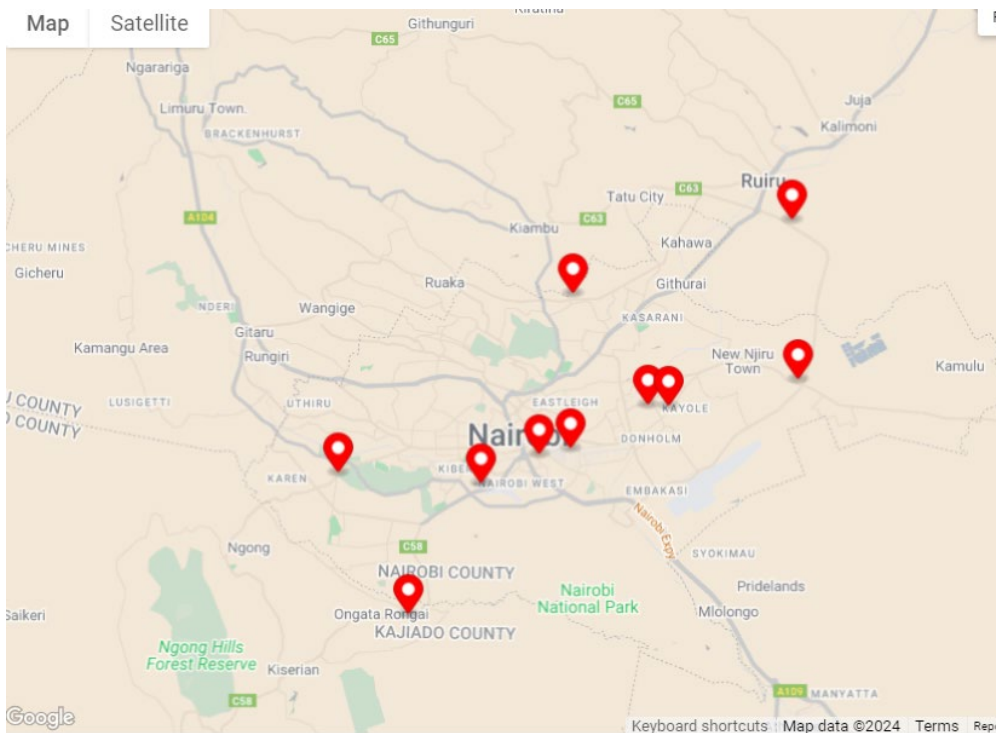 Map
Satellite
Githunguri
C65
Ngarariga
Limuru Town.
BRACKENHURST
C65
Juja
Kalimoni
Ruiru
C63
Tatu City
A104
C63
Kiambu
Kahawa
CHERU MINES
Gicheru
Ruaka
Githurai
NDERI
Wangige
KASARANI
Gitaru
Kamangu Area
Rungiri
New Njiru
Town
Kamulu
U COUNTY
O COUNTY
LUSIGETTI
UTHIRU
EASTLEIGH
KAYOLE
Nairobi
DONHOLM
KAREN
KIBE
NAIROBI WEST
EMBAKASI
Nairobi Expy
Ngong
C58
SYOKIMAU
NAIROBI COUNTY
Nairobi
National Park
Pridelands
Saikeri
Ongata Rongai
Mlolongo
KAJIADO COUNTY
Ngong Hills
Forest Reserve
Kiserian
C58
A109
MANYATTA
Google
Keyboard shortcuts
Map data ©2024
Terms
Repo